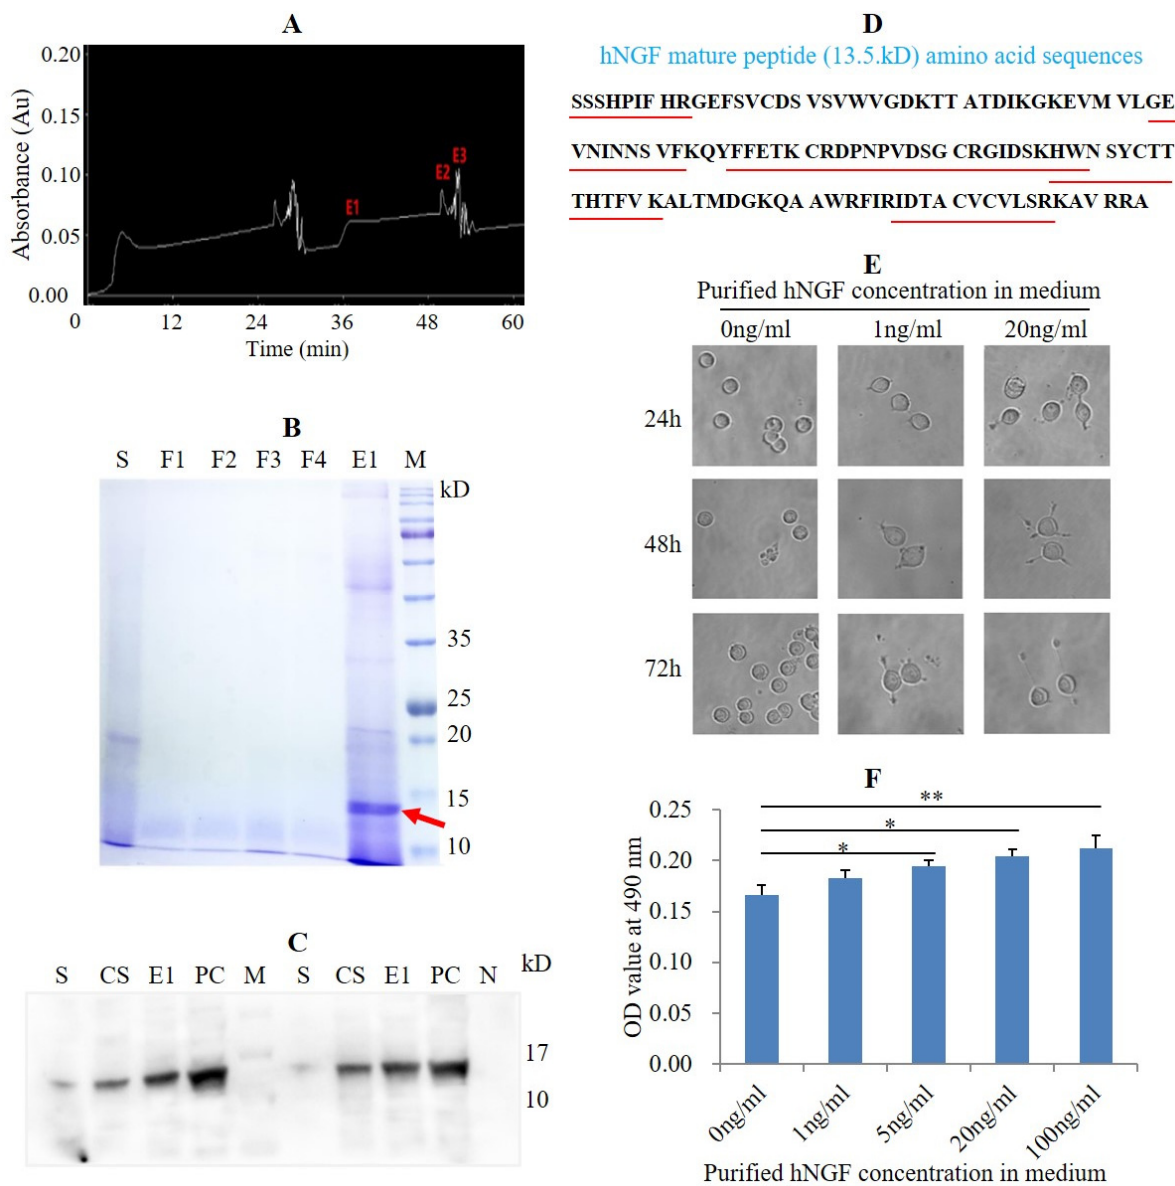 A
0.20
0.15
0.10
0.05
0.00
Absorbance (Au)
E1
E2
E3
0 12 24 36 48 60
Time (min)
B
S F1 F2 F3 F4 E1 M
kD
35
25
20
15
10
C
S CS E1 PC M S CS E1 PC N
kD
17
10
D
hNGF mature peptide (13.5.kD) amino acid sequences
SSSHPIF HRGEFSVCDS VSVWVGDKTT ATDIKGKEVM VLGE
VNINNS VFKQYFFETK CRDPNPVDSG CRGIDSKHWN SYCTT
THTFVK ALTMDGKQA AWRFIRIDTA CVCVLSRKAV RRA
E
Purified hNGF concentration in medium
0ng/ml 1ng/ml 20ng/ml
24h
48h
72h
F
**
*
*
0.25
0.20
0.15
0.10
0.05
0.00
OD value at 490 nm
0ng/ml 1ng/ml 5ng/ml 20ng/ml 100ng/ml
Purified hNGF concentration in medium